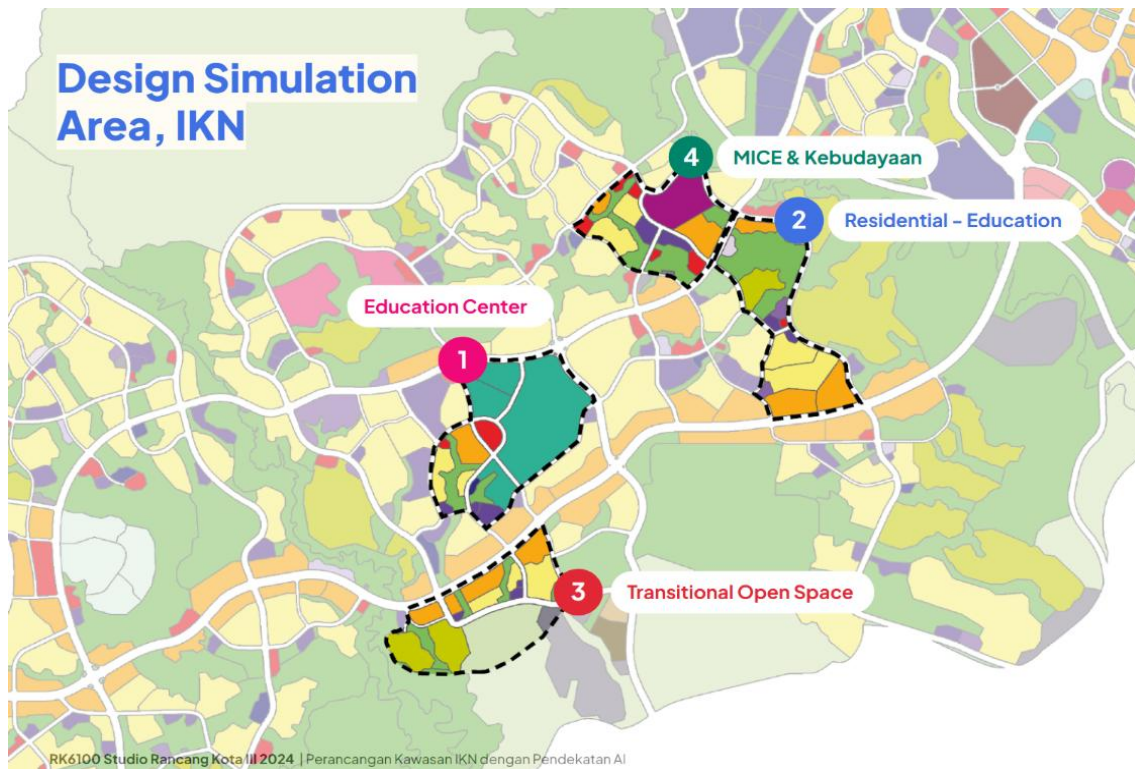 Design Simulation
Area, IKN
4
MICE & Kebudayaan
2
Residential - Education
Education Center
1
3
Transitional Open Space
RK6100 Studio Rancang Kota III 2024 | Perancangan Kawasan IKN dengan Pendekatan AI